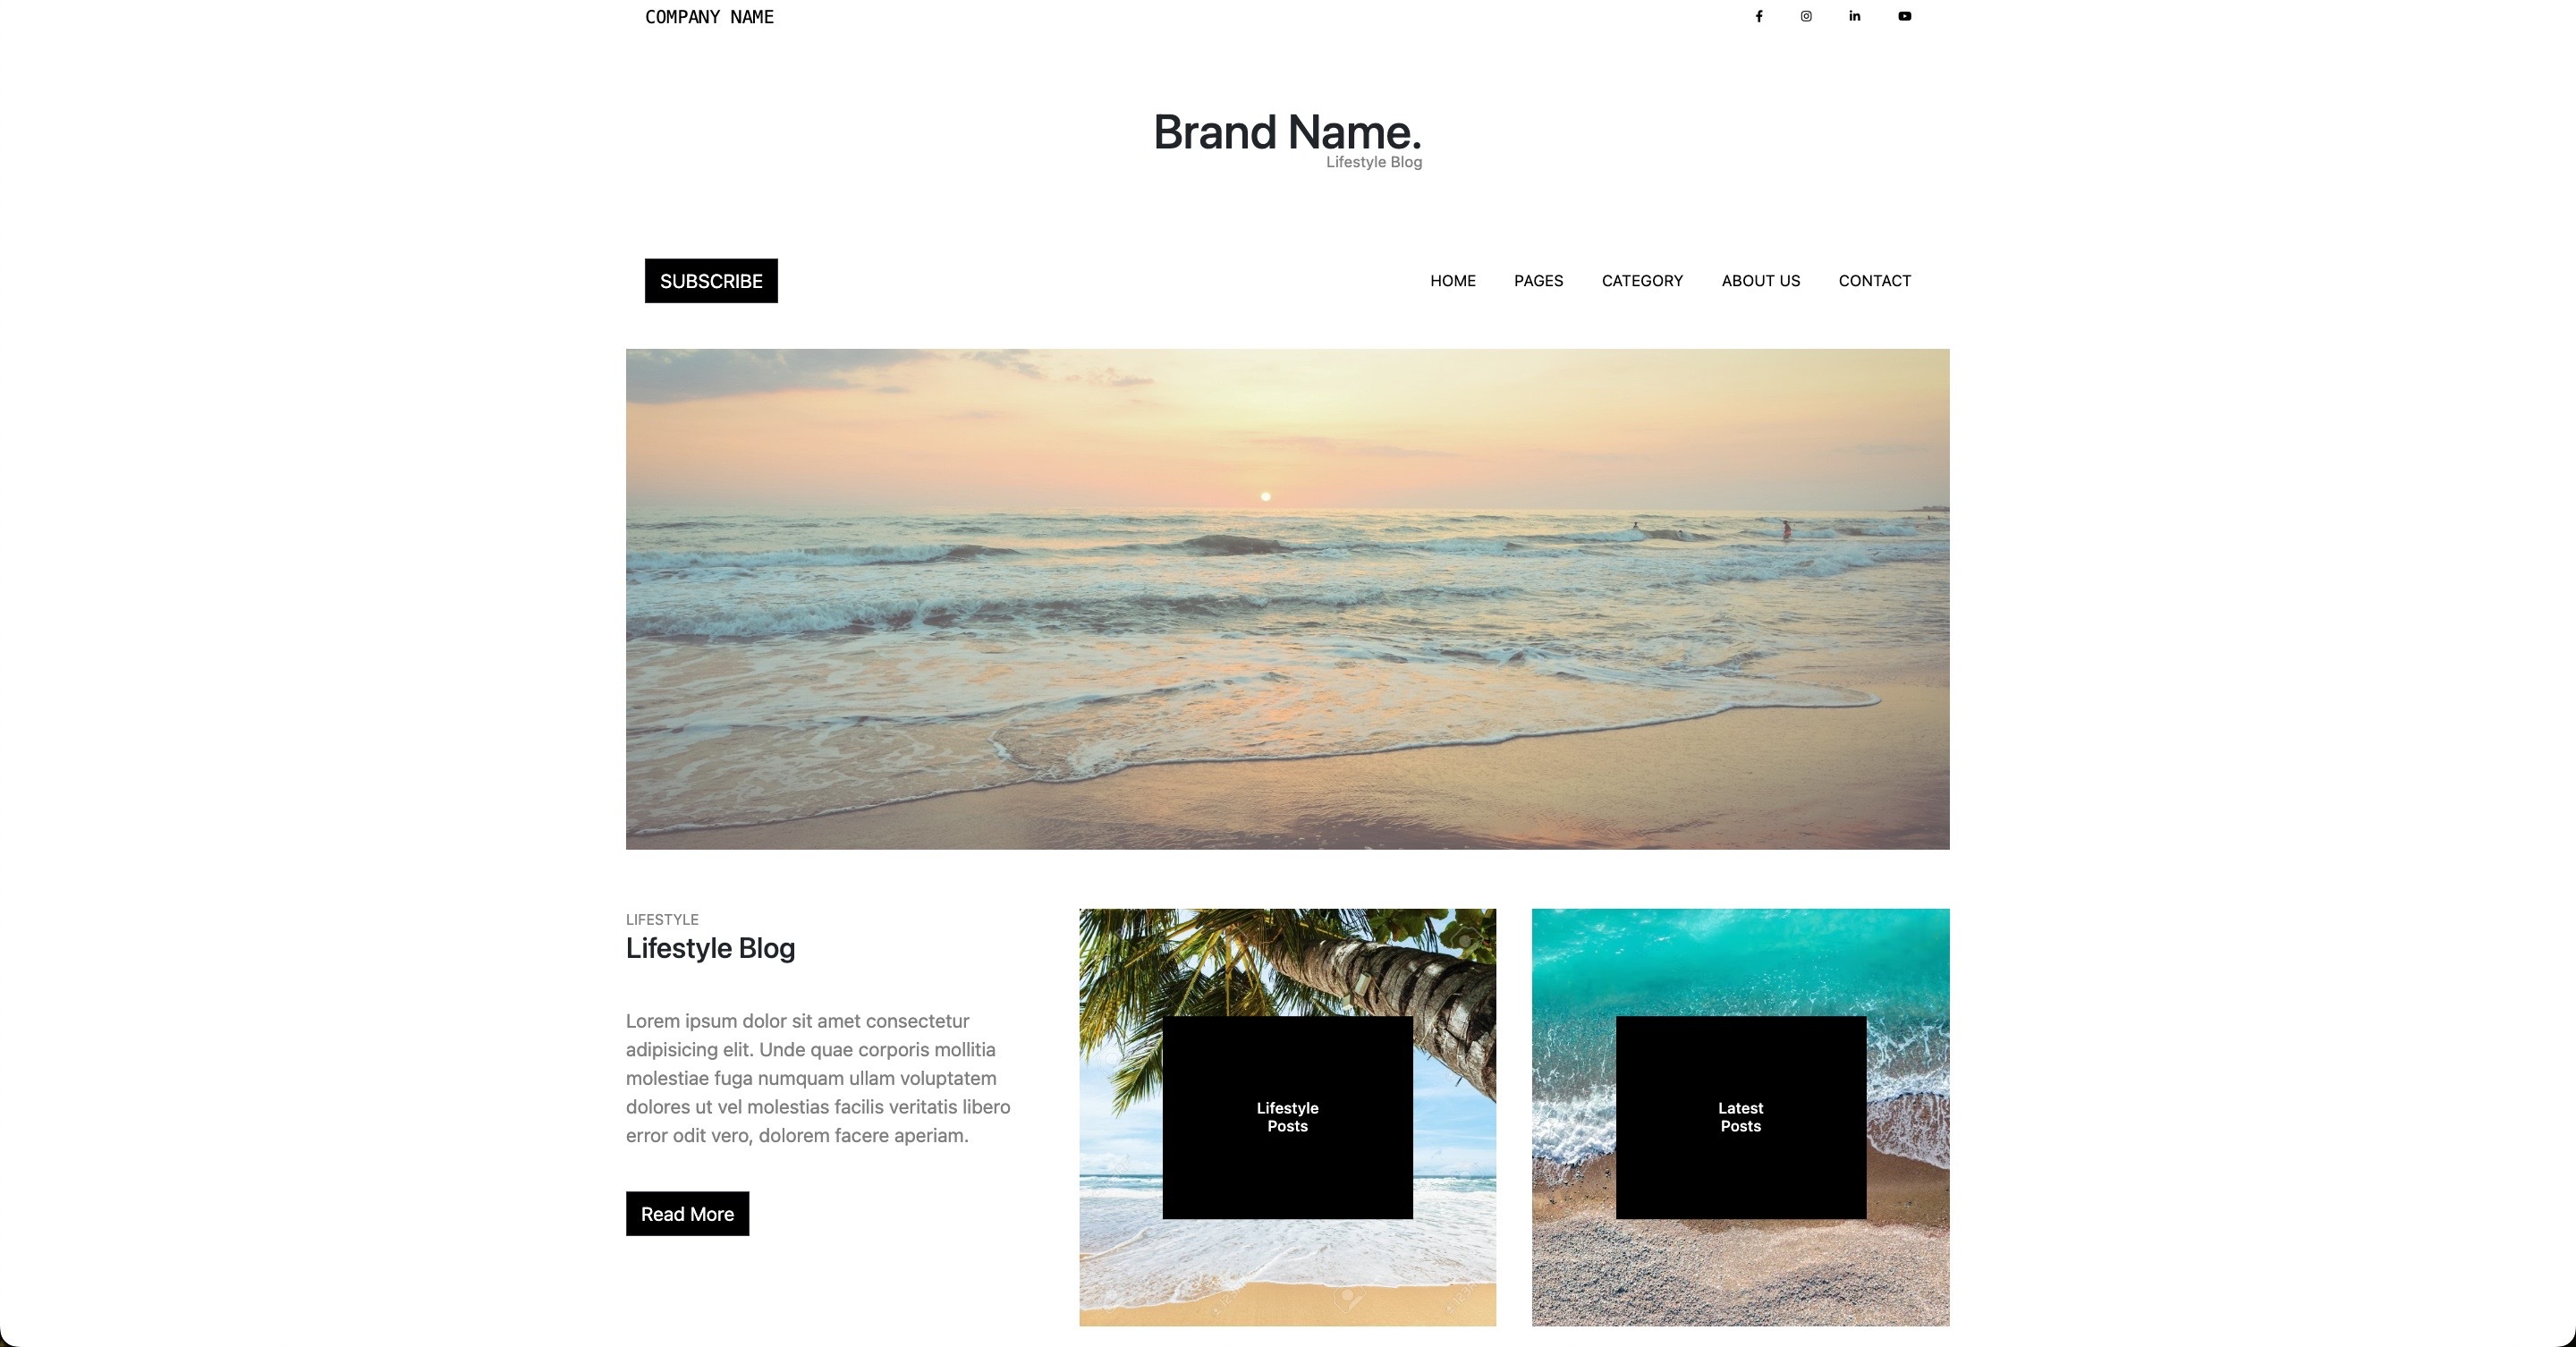 COMPANY NAME
Brand Name.
Lifestyle Blog
SUBSCRIBE
HOME PAGES CATEGORY ABOUT US CONTACT
LIFESTYLE
Lifestyle Blog
Lorem ipsum dolor sit amet consectetur
adipisicing elit. Unde quae corporis mollitia
molestiae fuga numquam ullam voluptatem
dolores ut vel molestias facilis veritatis libero
error odit vero, dolorem facere aperiam.
Read More
Lifestyle
Posts
Latest
Posts